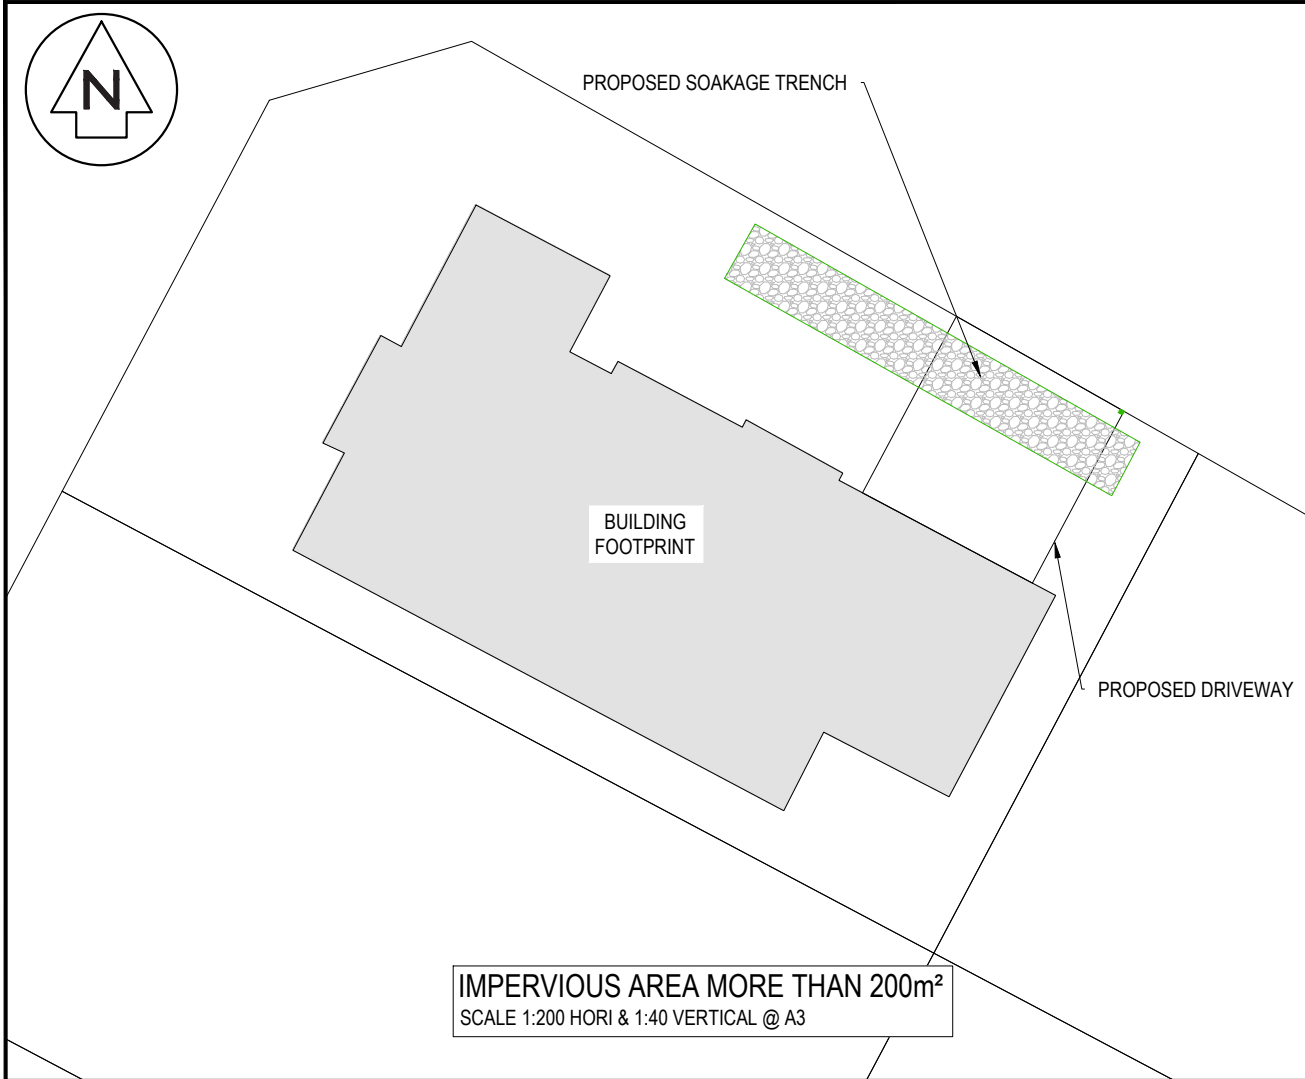 N
PROPOSED SOAKAGE TRENCH
BUILDING
FOOTPRINT
PROPOSED DRIVEWAY
IMPERVIOUS AREA MORE THAN 200m²
SCALE 1:200 HORI & 1:40 VERTICAL @ A3